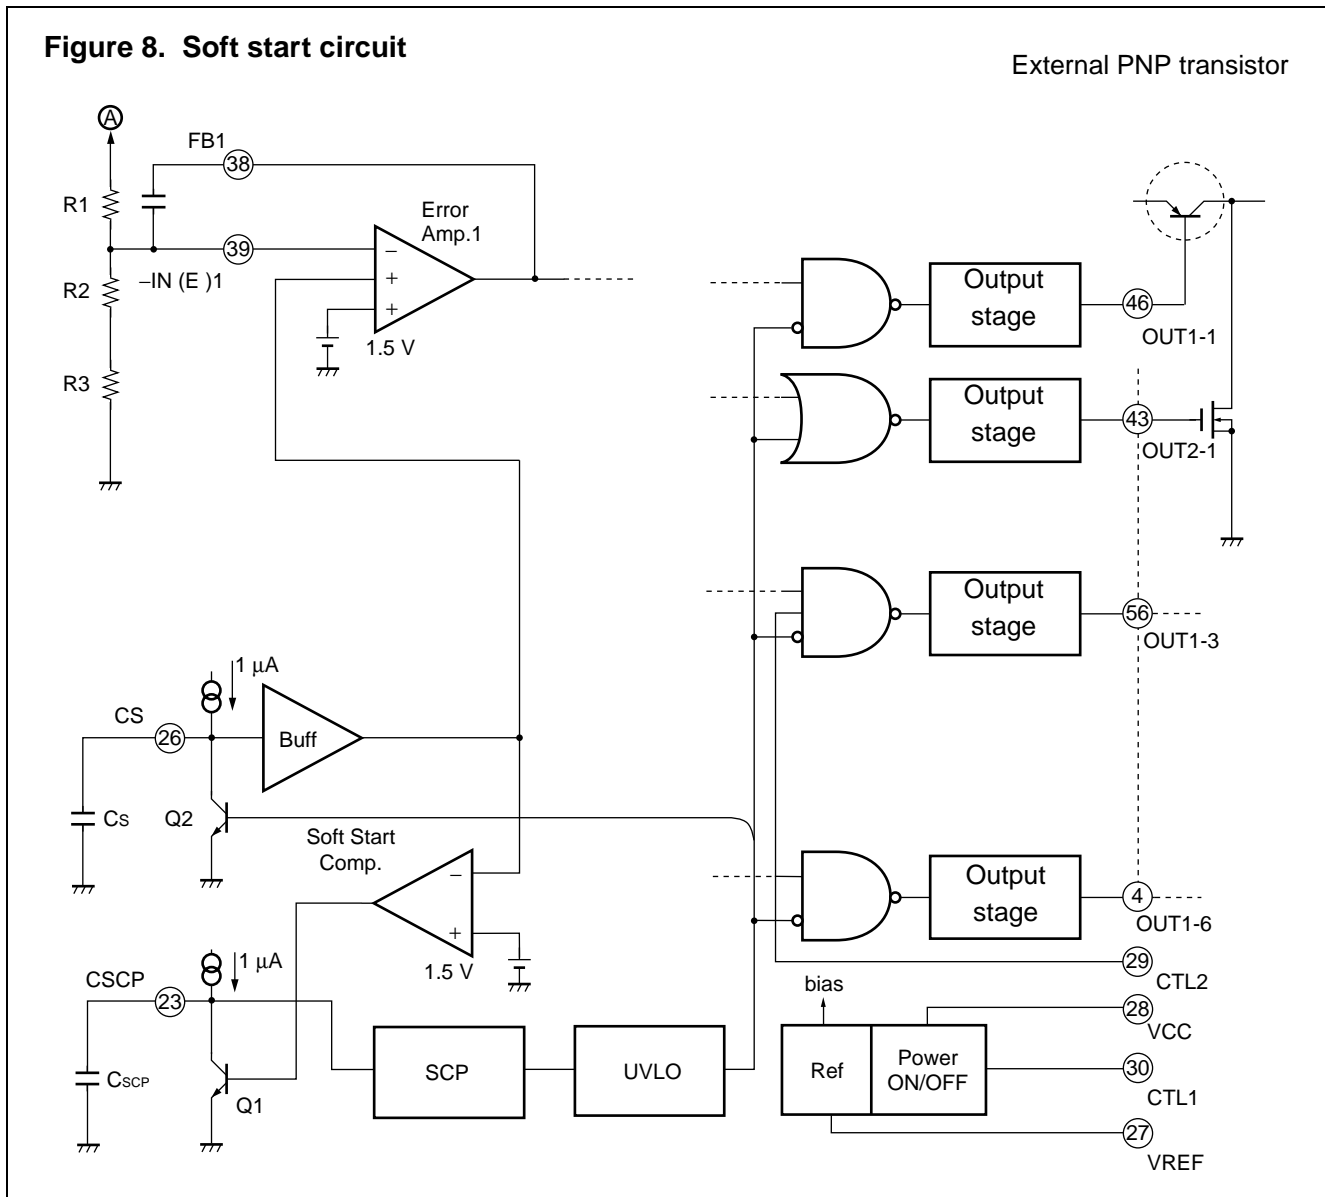 Figure 8. Soft start circuit
External PNP transistor
A
FB1
38
R1
Error
Amp.1
39
−
+
+
R2
−IN (E )1
1.5 V
R3
Output
stage
46
OUT1-1
Output
stage
43
OUT2-1
Output
stage
56
OUT1-3
1 μA
CS
26
Buff
CS
Q2
Soft Start
Comp.
−
+
1.5 V
Output
stage
4
OUT1-6
1 μA
CSCP
23
29
CTL2
bias
28
VCC
CSCP
Q1
SCP
UVLO
Ref
Power
ON/OFF
30
CTL1
27
VREF